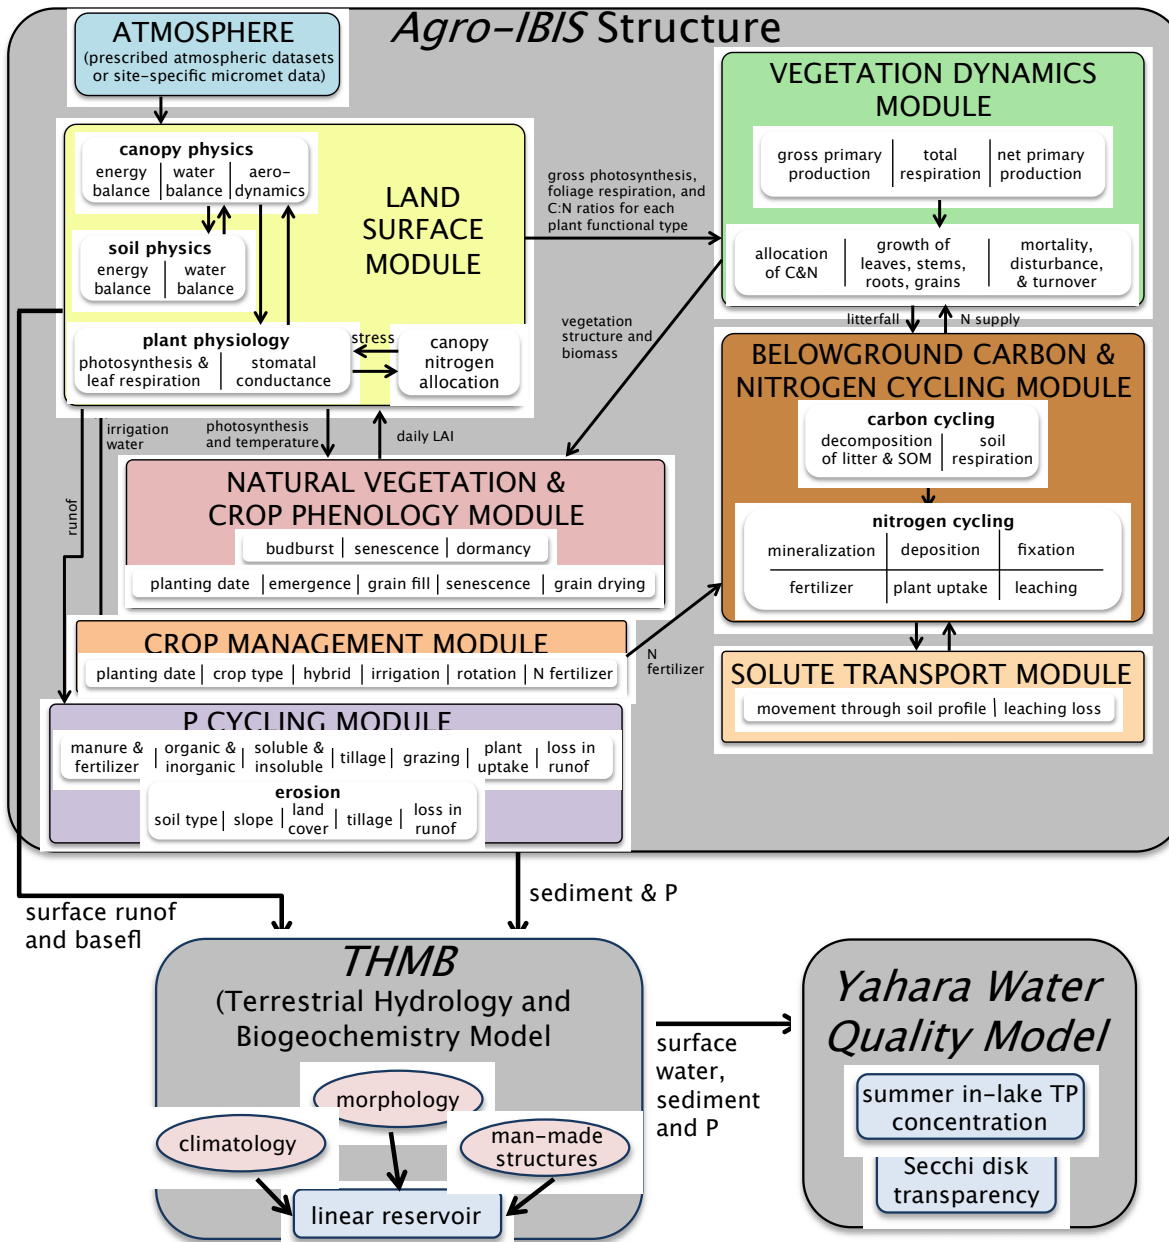 Agro-IBIS Structure
ATMOSPHERE
(prescribed atmospheric datasets
or site-specific micromet data)
canopy physics
energy balance | water balance | aero-dynamics
soil physics
energy balance | water balance
LAND
SURFACE
MODULE
plant physiology
photosynthesis & leaf respiration | stomatal conductance
stress
canopy
nitrogen
allocation
gross photosynthesis,
foliage respiration, and
C:N ratios for each
plant functional type
VEGETATION DYNAMICS
MODULE
gross primary production | total respiration | net primary production
allocation of C&N | growth of leaves, stems, roots, grains | mortality, disturbance, & turnover
vegetation
structure and
biomass
litterfall
N supply
BELOWGROUND CARBON &
NITROGEN CYCLING MODULE
carbon cycling
decomposition of litter & SOM | soil respiration
nitrogen cycling
mineralization | deposition | fixation
fertilizer | plant uptake | leaching
irrigation
water
photosynthesis
and temperature
daily LAI
runof
NATURAL VEGETATION &
CROP PHENOLOGY MODULE
budburst | senescence | dormancy
planting date | emergence | grain fill | senescence | grain drying
CROP MANAGEMENT MODULE
planting date | crop type | hybrid | irrigation | rotation | N fertilizer
N
fertilizer
SOLUTE TRANSPORT MODULE
movement through soil profile \ leaching loss
P CYCLING MODULE
manure & fertilizer | organic & inorganic | soluble & insoluble | tillage | grazing | plant uptake | loss in runof
erosion
soil type | slope | land cover | tillage | loss in runof
surface runof
and basefl
sediment & P
THMB
(Terrestrial Hydrology and
Biogeochemistry Model
morphology
climatology
man-made
structures
linear reservoir
surface
water,
sediment
and P
Yahara Water
Quality Model
summer in-lake TP
concentration
Secchi disk
transparency